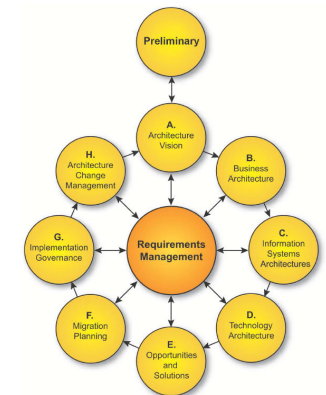 Preliminary
A.
Architecture
Vision
B.
Business
Architecture
C.
Information
Systems
Architectures
D.
Technology
Architecture
E.
Opportunities
and
Solutions
F.
Migration
Planning
G.
Implementation
Governance
H.
Architecture
Change
Management
Requirements
Management